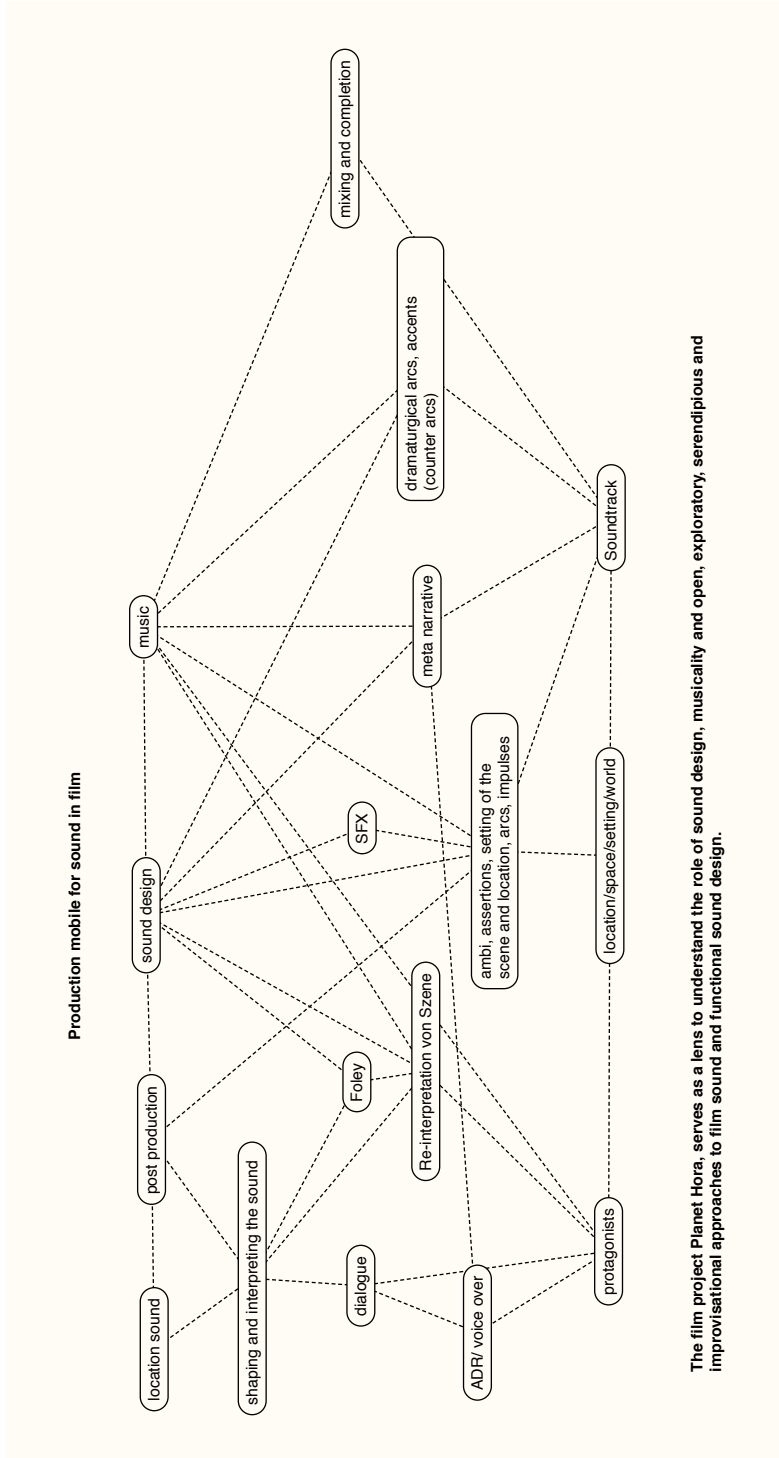 Production mobile for sound in film
location sound
post production
sound design
music
shaping and interpreting the sound
mixing and completion
dialogue
Foley
SFX
dramaturgical arcs, accents
(counter arcs)
Re-interpretation von Szene
meta narrative
ADR/ voice over
ambi, assertions, setting of the
scene and location, arcs, impulses
protagonists
location/space/setting/world
Soundtrack
The film project Planet Hora, serves as a lens to understand the role of sound design, musicality and open, exploratory, serendipious and
improvisational approaches to film sound and functional sound design.